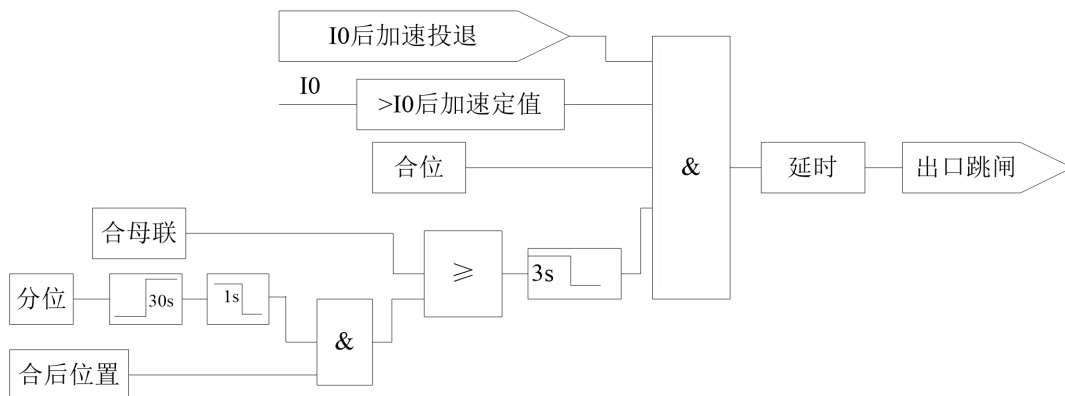 I0后加速投退
I0
>I0后加速定值
合位
&
延时
出口跳闸
合母联
≥
3s
分位
30s
1s
&
合后位置